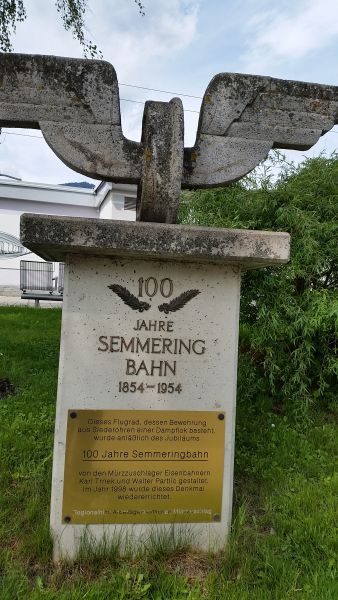 100
JAHRE
SEMMERING
BAHN
1854-1954
Dieses Flugrad, dessen Bewehrung
aus Siederohren einer Dampflok besteht,
wurde anläßlich des Jubiläums
100 Jahre Semmeringbahn
von den Mürzzuschlager Eisenbahnern
Karl Trnek und Walter Partlic gestaltet.
Im Jahr 1998 wurde dieses Denkmal
wiedererrichtet.